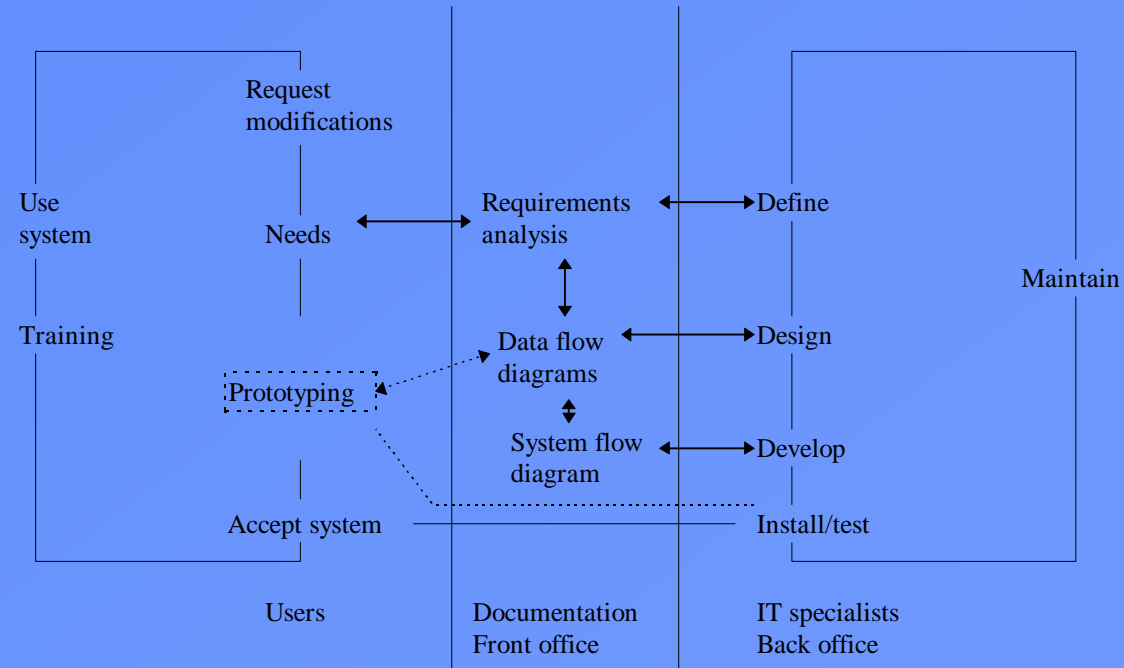 Request
modifications
Use
system
Needs
Requirements
analysis
Define
Maintain
Training
Data flow
diagrams
Design
Prototyping
System flow
diagram
Develop
Accept system
Install/test
Users
Documentation
Front office
IT specialists
Back office